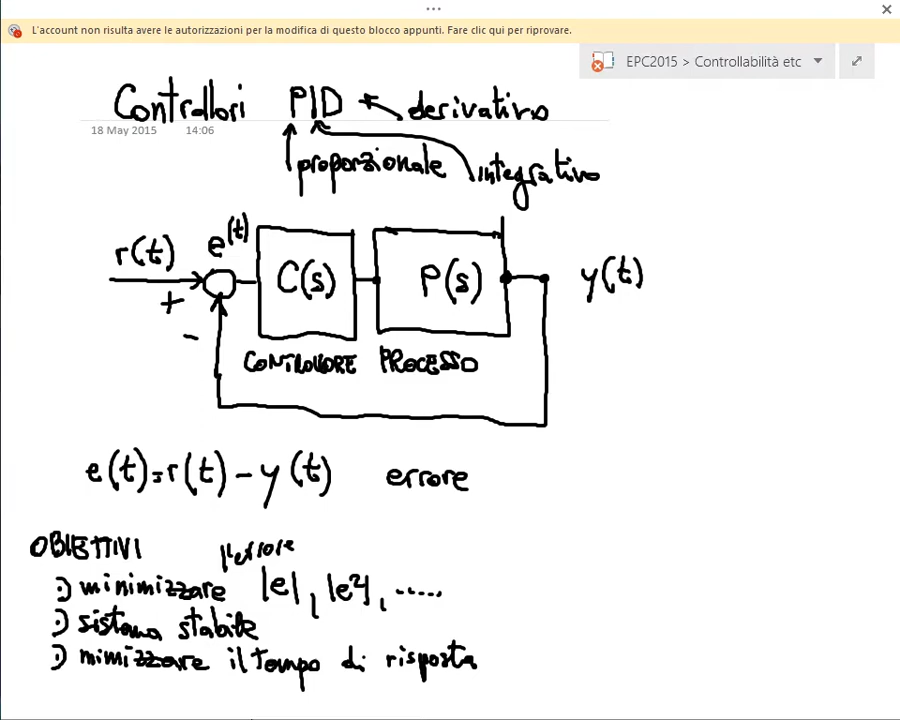 L'account non risulta avere le autorizzazioni per la modifica di questo blocco appunti. Fare clic qui per riprovare.
EPC2015 > Controllabilità etc
Controllori PID derivativo
18 May 2015 14:06
proporzionale integrativo
r(t) e(t) C(s) P(s) y(t)
+
-
CONTROLLORE PROCESSO
e(t)=r(t)-y(t) errore
OBIETTIVI l'errore
:) minimizzare |e|, |e²|, .....
:) sistema stabile
:) mimizzare il tempo di risposta